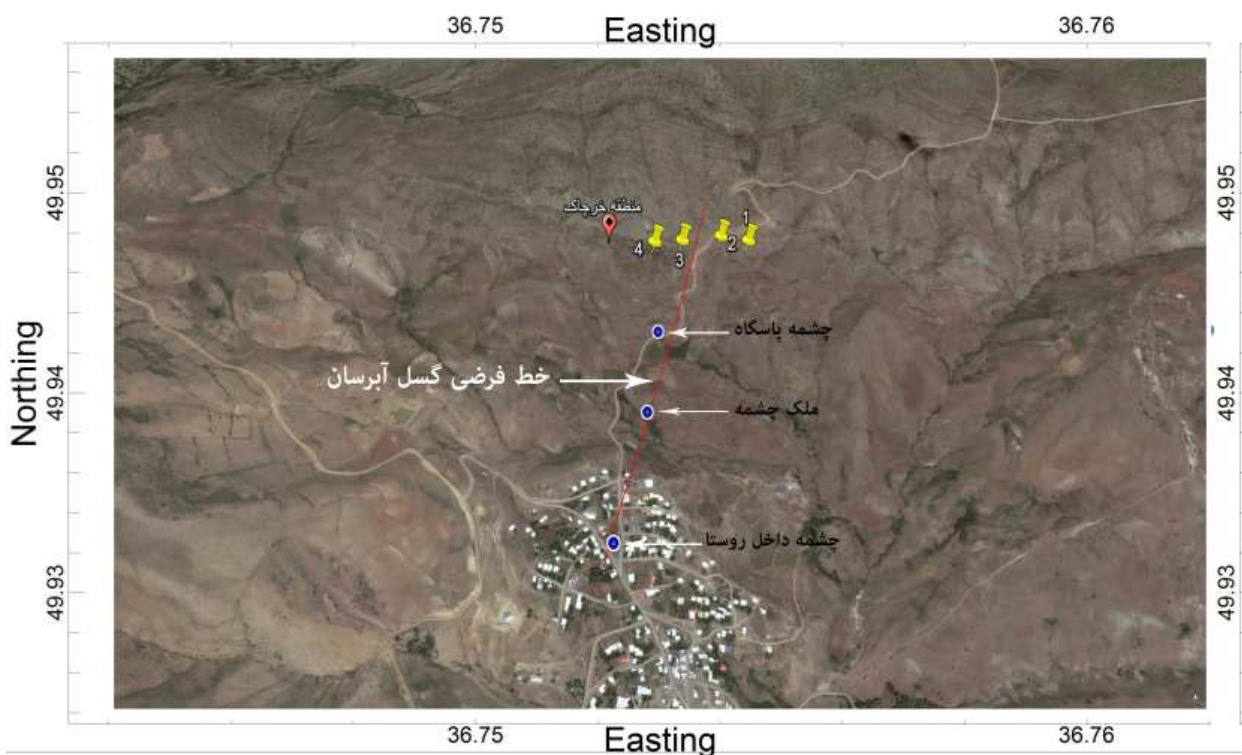 36.75
Easting
36.76
49.95
49.95
منطقه خرچاک
1
2
3
4
چشمه پاسگاه
خط فرضی گسل آبرسان
49.94
49.94
Northing
ملک چشمه
چشمه داخل روستا
49.93
49.93
36.75
Easting
36.76